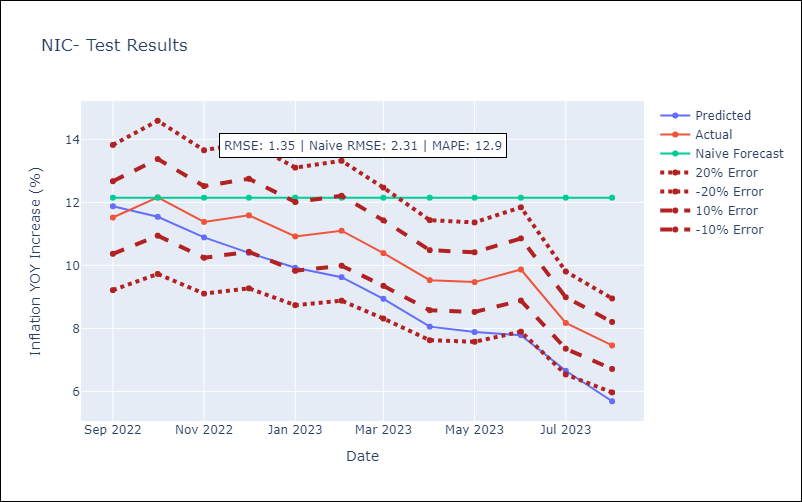 NIC- Test Results
RMSE: 1.35 | Naive RMSE: 2.31 | MAPE: 12.9
Predicted
Actual
Naive Forecast
20% Error
-20% Error
10% Error
-10% Error
Inflation YOY Increase (%)
14
12
10
8
6
Sep 2022
Nov 2022
Jan 2023
Mar 2023
May 2023
Jul 2023
Date